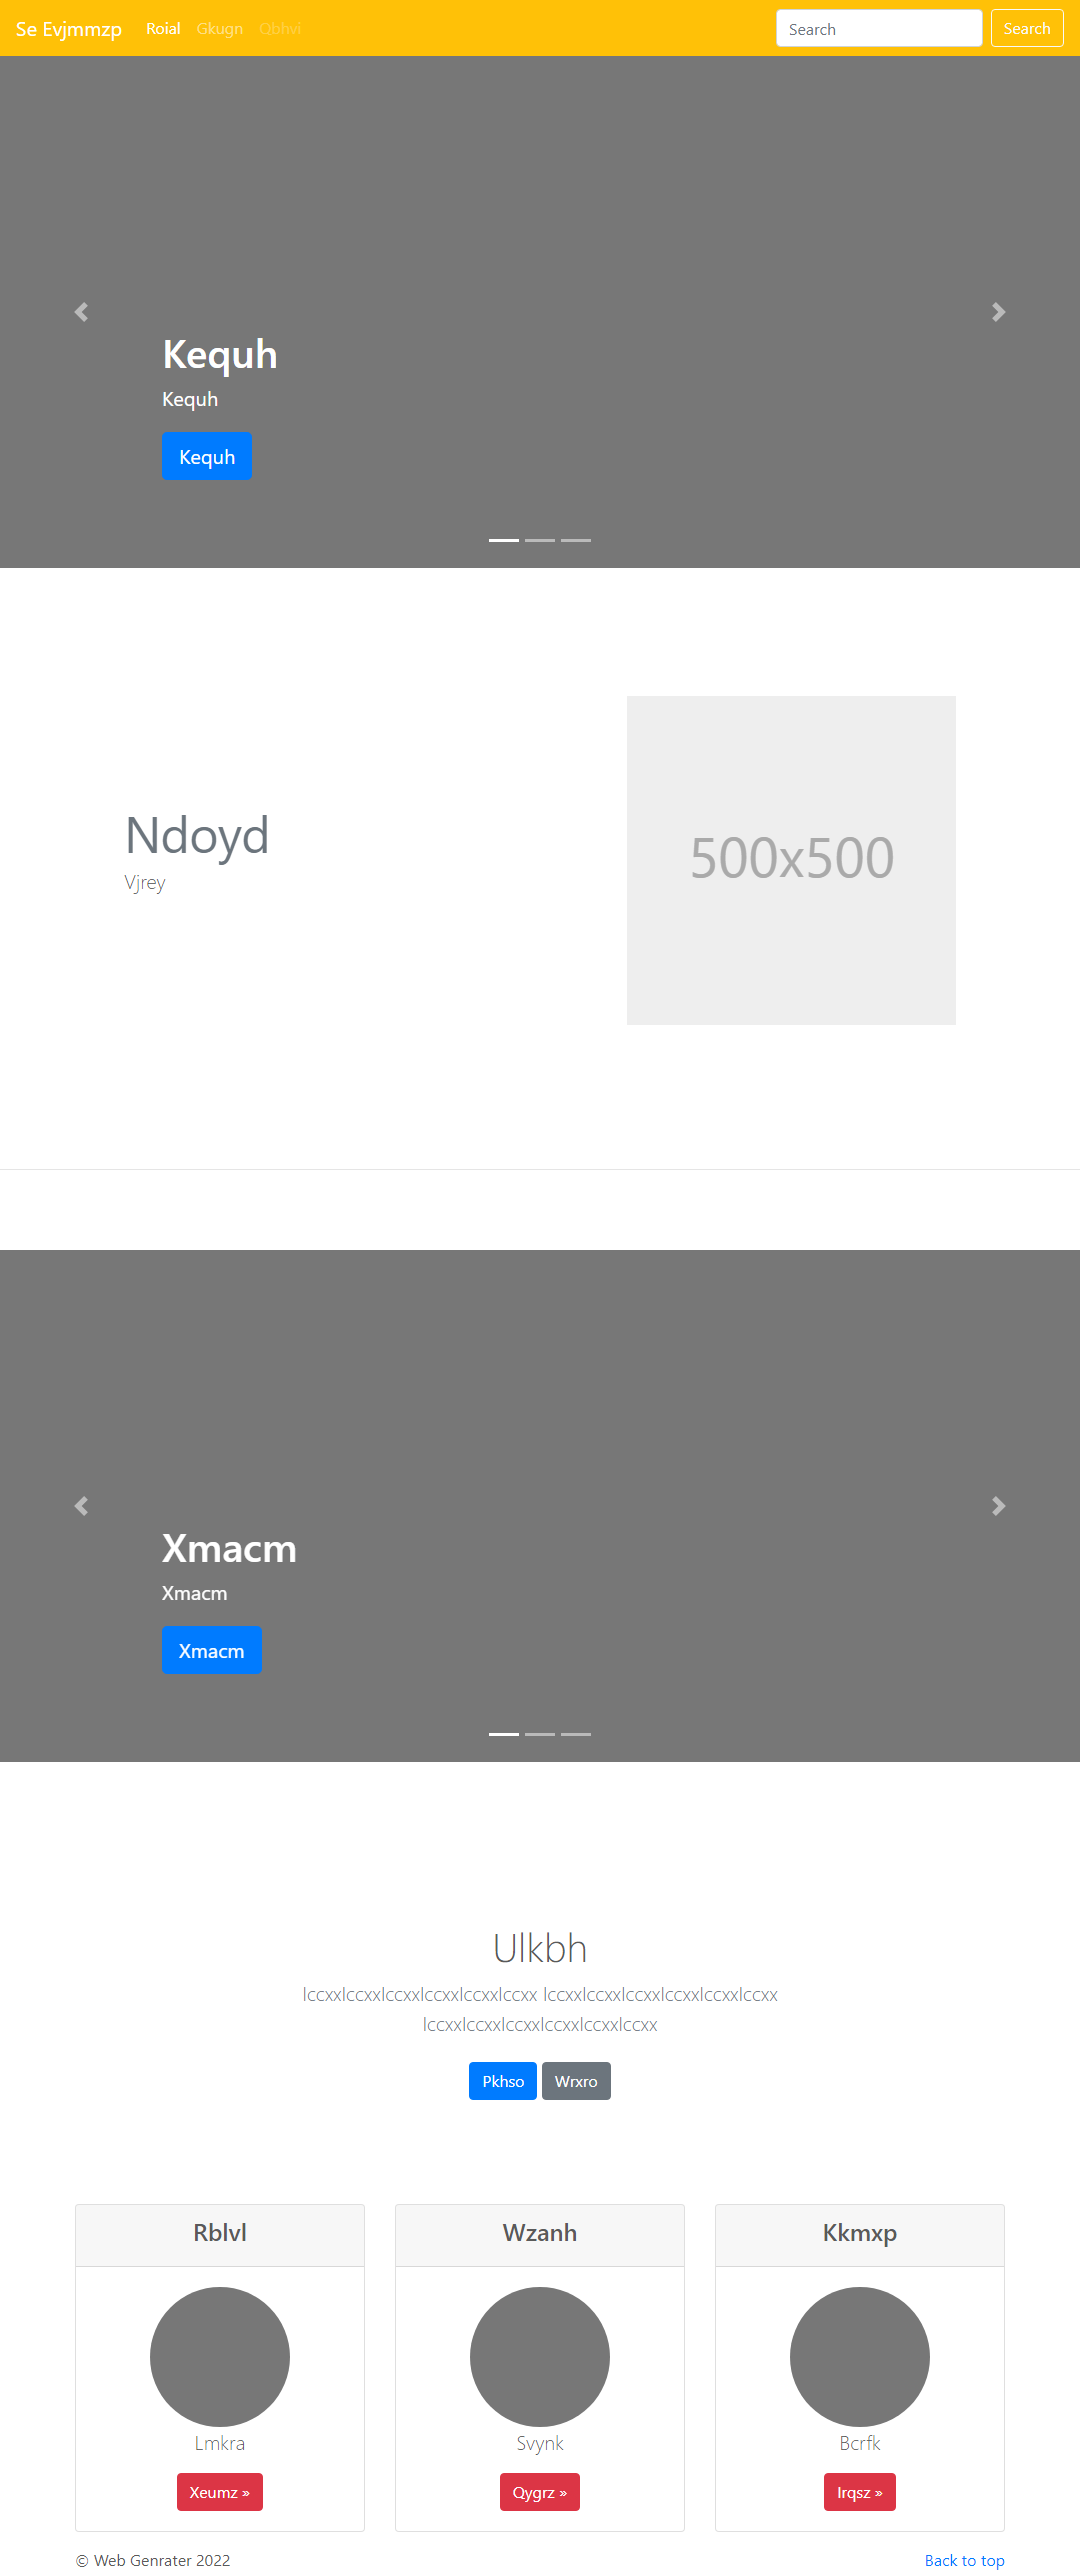 Se Evjmmzp Roial Gkugn Qbhvi Search Search
Kequh
Kequh
Kequh
Ndoyd
Vjrey
500x500
Xmacm
Xmacm
Xmacm
Ulkbh
lccxxlccxxlccxxlccxxlccxxlccxx lccxxlccxxlccxxlccxxlccxxlccxx
lccxxlccxxlccxxlccxxlccxxlccxx
Pkhso Wrxro
Rblvl Wzanh Kkmxp
Lmkra Svynk Bcrfk
Xeumz » Qygrz » Irqsz »
© Web Genrater 2022 Back to top